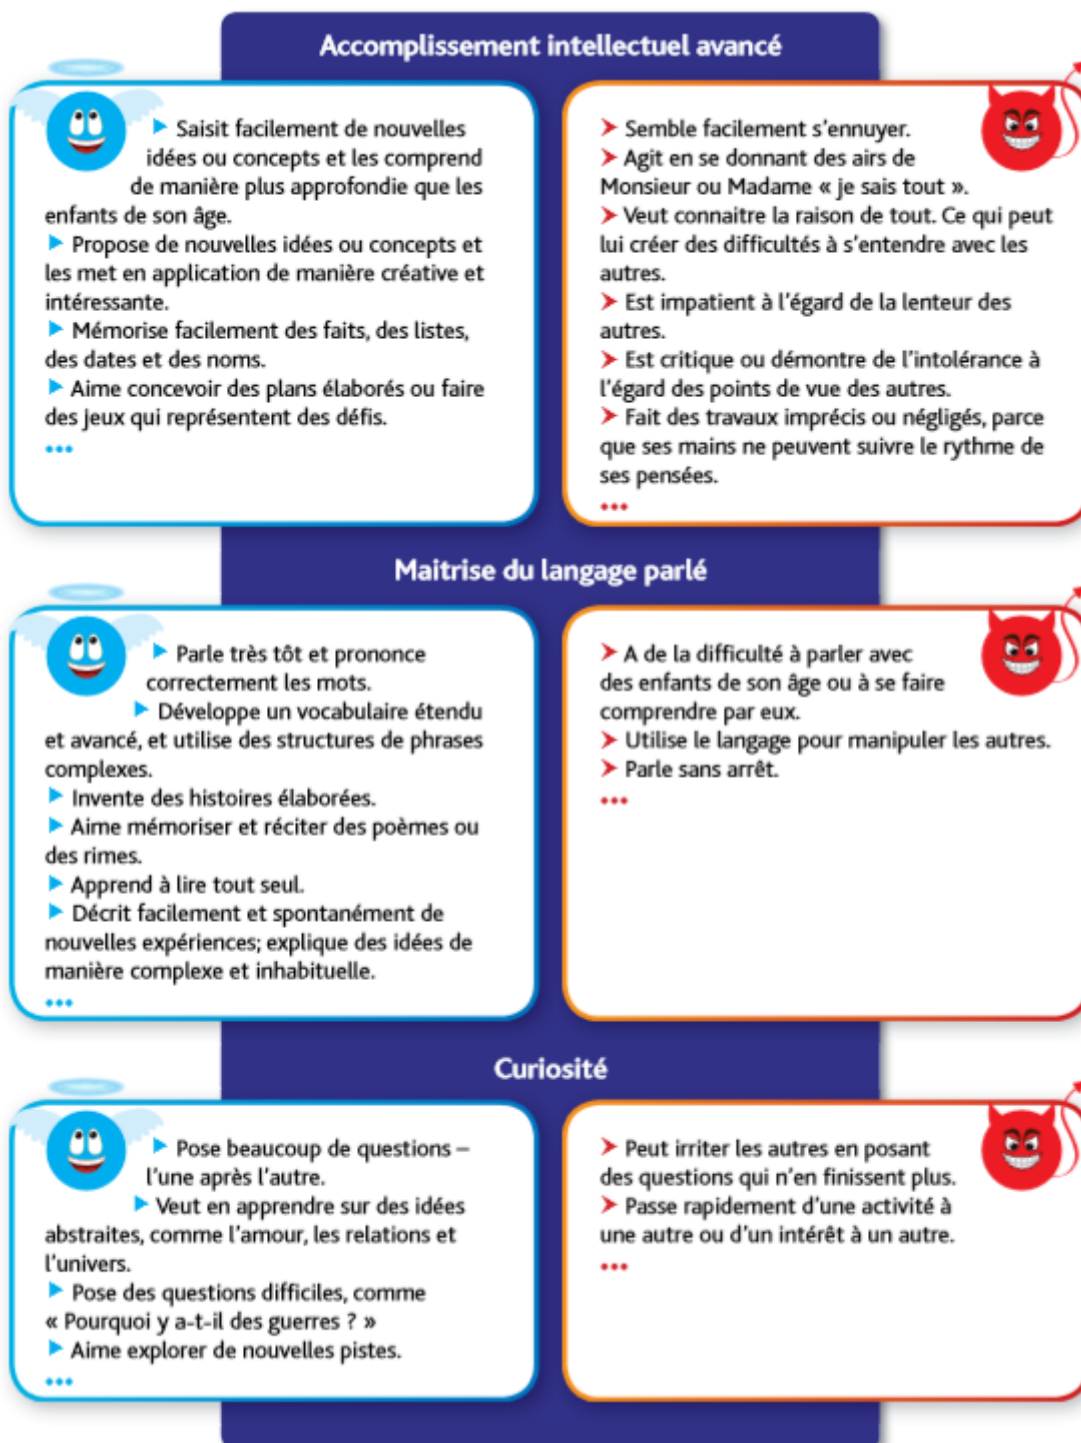 Accomplissement intellectuel avancé
► Saisit facilement de nouvelles
idées ou concepts et les comprend
de manière plus approfondie que les
enfants de son âge.
► Propose de nouvelles idées ou concepts et
les met en application de manière créative et
intéressante.
► Mémorise facilement des faits, des listes,
des dates et des noms.
► Aime concevoir des plans élaborés ou faire
des jeux qui représentent des défis.
•••
➤ Semble facilement s'ennuyer.
➤ Agit en se donnant des airs de
Monsieur ou Madame « je sais tout ».
➤ Veut connaitre la raison de tout. Ce qui peut
lui créer des difficultés à s'entendre avec les
autres.
➤ Est impatient à l'égard de la lenteur des
autres.
➤ Est critique ou démontre de l'intolérance à
l'égard des points de vue des autres.
➤ Fait des travaux imprécis ou négligés, parce
que ses mains ne peuvent suivre le rythme de
ses pensées.
•••
Maitrise du langage parlé
► Parle très tôt et prononce
correctement les mots.
► Développe un vocabulaire étendu
et avancé, et utilise des structures de phrases
complexes.
► Invente des histoires élaborées.
► Aime mémoriser et réciter des poèmes ou
des rimes.
► Apprend à lire tout seul.
► Décrit facilement et spontanément de
nouvelles expériences; explique des idées de
manière complexe et inhabituelle.
•••
➤ A de la difficulté à parler avec
des enfants de son âge ou à se faire
comprendre par eux.
➤ Utilise le langage pour manipuler les autres.
➤ Parle sans arrêt.
•••
Curiosité
► Pose beaucoup de questions –
l'une après l'autre.
► Veut en apprendre sur des idées
abstraites, comme l'amour, les relations et
l'univers.
► Pose des questions difficiles, comme
« Pourquoi y a-t-il des guerres ? »
► Aime explorer de nouvelles pistes.
•••
➤ Peut irriter les autres en posant
des questions qui n'en finissent plus.
➤ Passe rapidement d'une activité à
une autre ou d'un intérêt à un autre.
•••